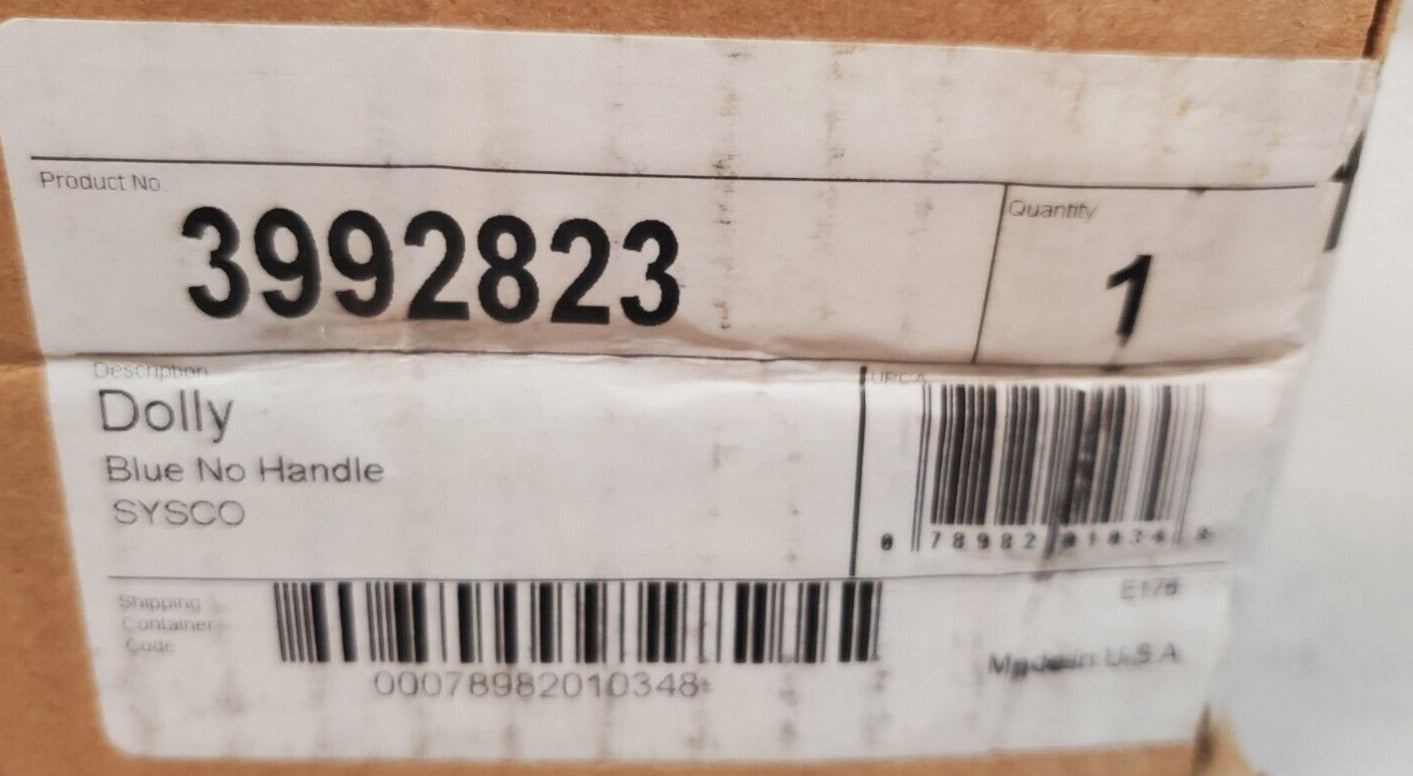 Product No.
3992823
Quantity
1
Description
Dolly
Blue No Handle
SYSCO
UPC A
0 78982 01034 8
Shipping
Container
Code
00078982010348
E176
Made in U.S.A